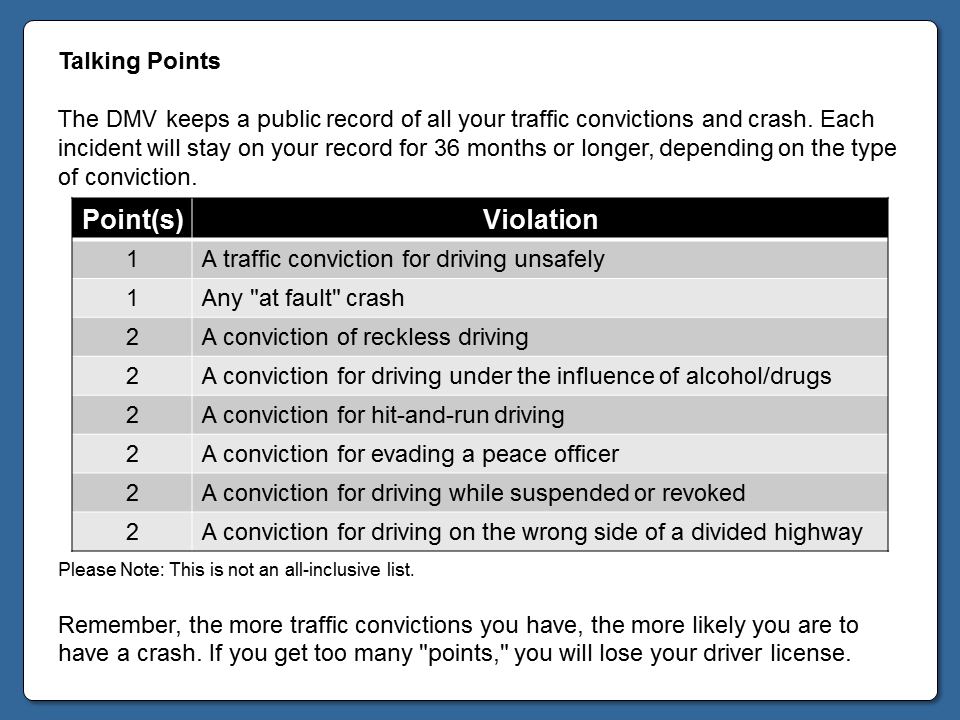 Talking Points
The DMV keeps a public record of all your traffic convictions and crash. Each
incident will stay on your record for 36 months or longer, depending on the type
of conviction.
Point(s) Violation
1 A traffic conviction for driving unsafely
1 Any "at fault" crash
2 A conviction of reckless driving
2 A conviction for driving under the influence of alcohol/drugs
2 A conviction for hit-and-run driving
2 A conviction for evading a peace officer
2 A conviction for driving while suspended or revoked
2 A conviction for driving on the wrong side of a divided highway
Please Note: This is not an all-inclusive list.
Remember, the more traffic convictions you have, the more likely you are to
have a crash. If you get too many "points," you will lose your driver license.